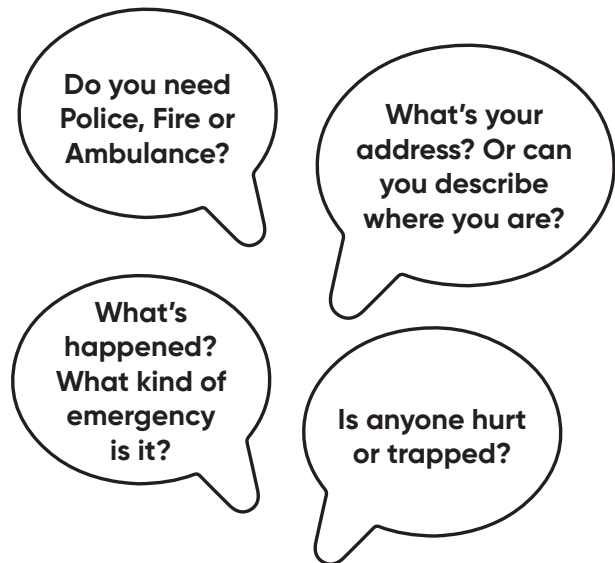 Do you need
Police, Fire or
Ambulance?
What’s your
address? Or can
you describe
where you are?
What’s
happened?
What kind of
emergency
is it?
Is anyone hurt
or trapped?